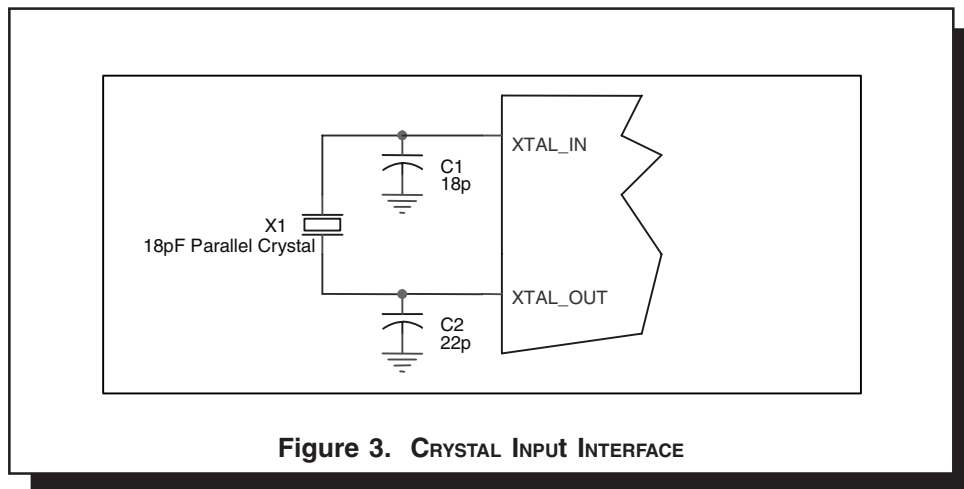 XTAL_IN
C1
18p
X1
18pF Parallel Crystal
XTAL_OUT
C2
22p
Figure 3. CRYSTAL INPUt INTERFACE